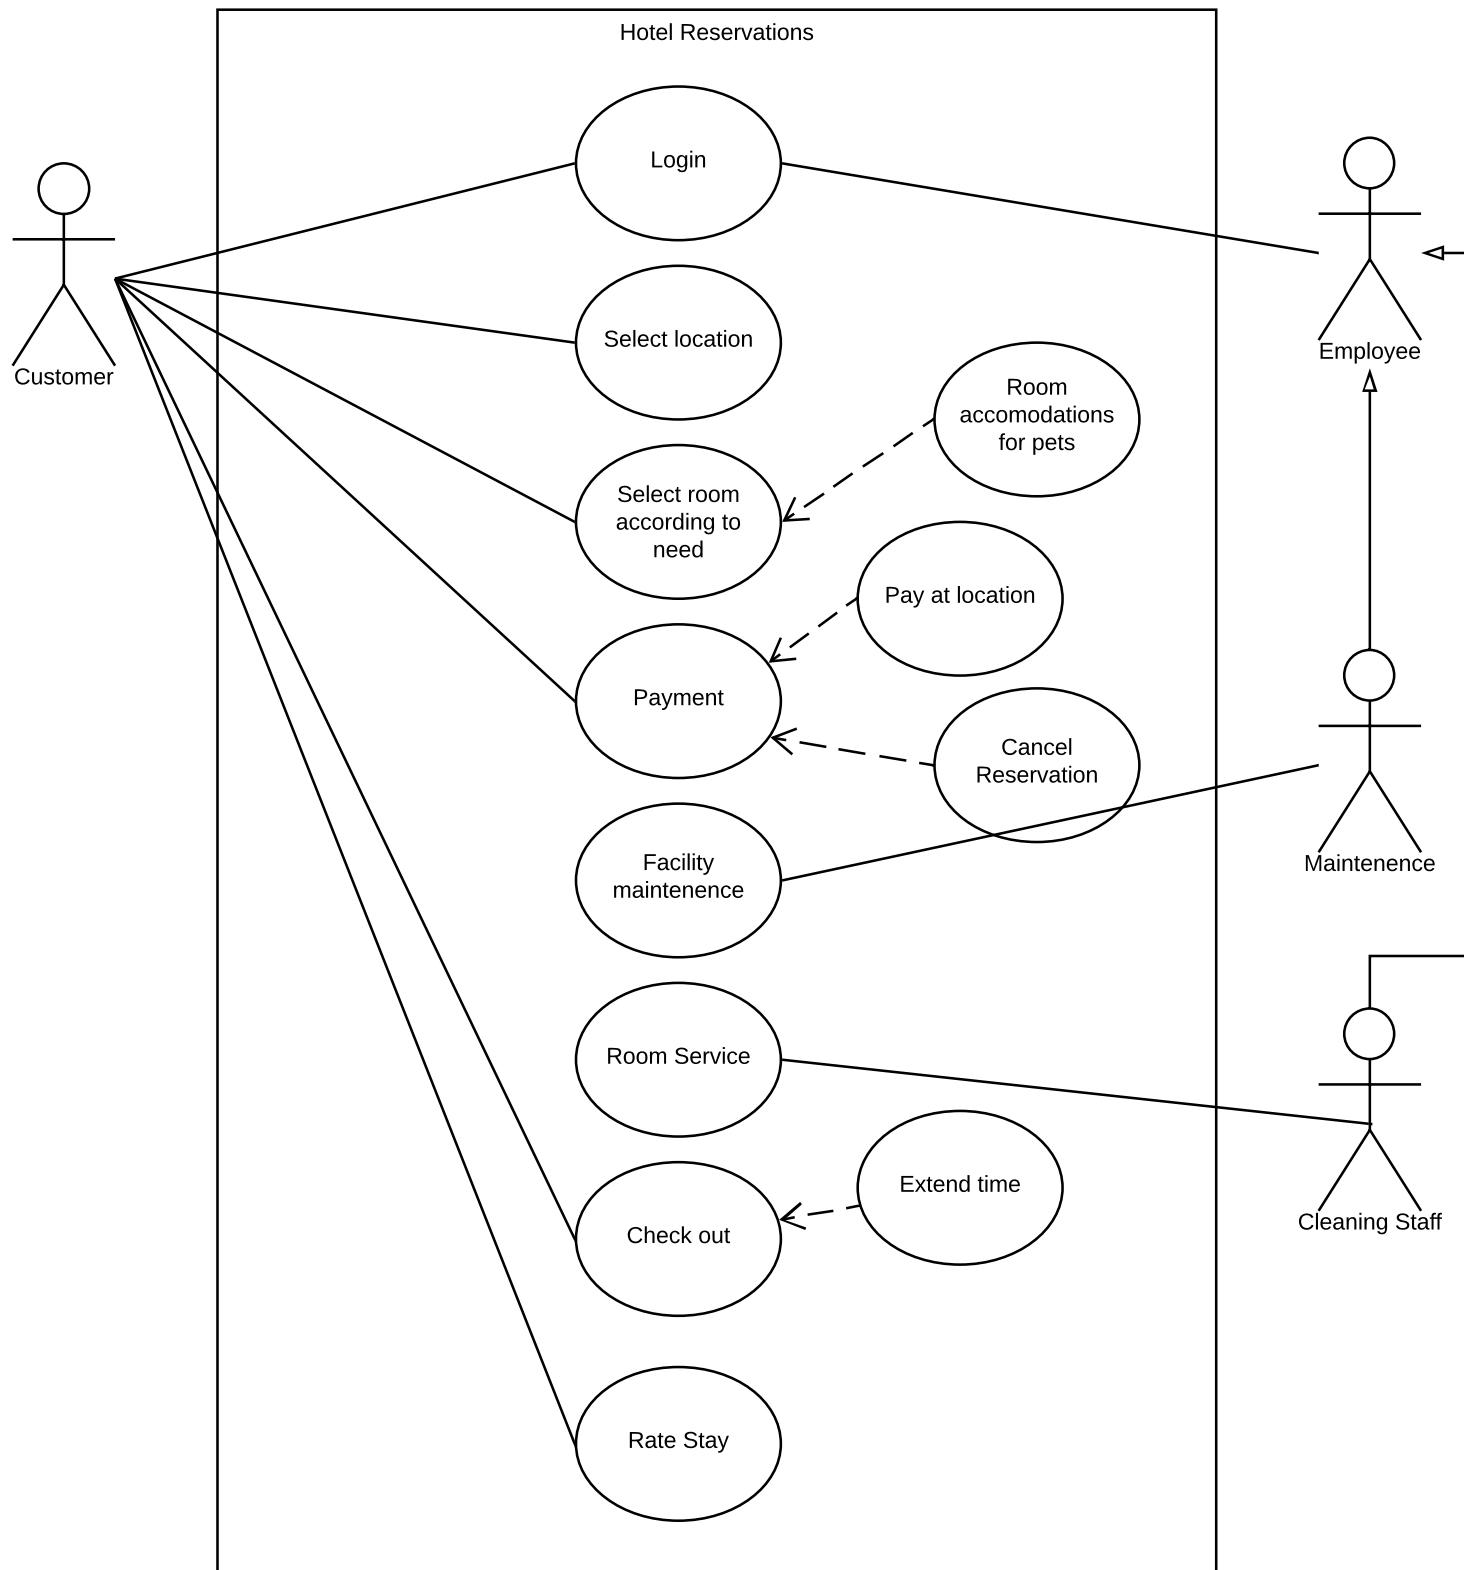 Hotel Reservations
Login
Customer
Employee
Select location
Room
accomodations
for pets
Select room
according to
need
Pay at location
Payment
Cancel
Reservation
Facility
maintenence
Maintenence
Room Service
Extend time
Cleaning Staff
Check out
Rate Stay